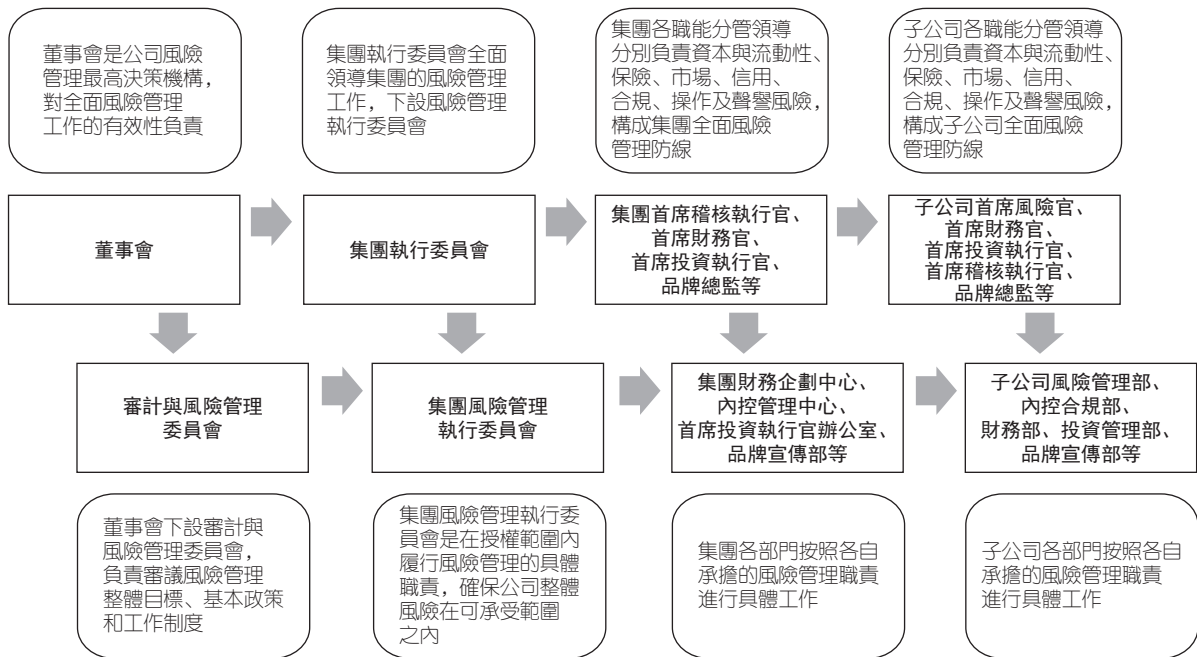 董事會是公司風險
管理最高決策機構，
對全面風險管理
工作的有效性負責
集團執行委員會全面
領導集團的風險管理
工作，下設風險管理
執行委員會
集團各職能分管領導
分別負責資本與流動性、
保險、市場、信用、
合規、操作及聲譽風險，
構成集團全面風險
管理防線
子公司各職能分管領導
分別負責資本與流動性、
保險、市場、信用、
合規、操作及聲譽風險，
構成子公司全面風險
管理防線
董事會
集團執行委員會
集團首席稽核執行官、
首席財務官、
首席投資執行官、
品牌總監等
子公司首席風險官、
首席財務官、
首席投資執行官、
首席稽核執行官、
品牌總監等
審計與風險管理
委員會
集團風險管理
執行委員會
集團財務企劃中心、
內控管理中心、
首席投資執行官辦公室、
品牌宣傳部等
子公司風險管理部、
內控合規部、
財務部、投資管理部、
品牌宣傳部等
董事會下設審計與
風險管理委員會，
負責審議風險管理
整體目標、基本政策
和工作制度
集團風險管理執行委
員會是在授權範圍內
履行風險管理的具體
職責，確保公司整體
風險在可承受範圍
之內
集團各部門按照各自
承擔的風險管理職責
進行具體工作
子公司各部門按照各自
承擔的風險管理職責
進行具體工作